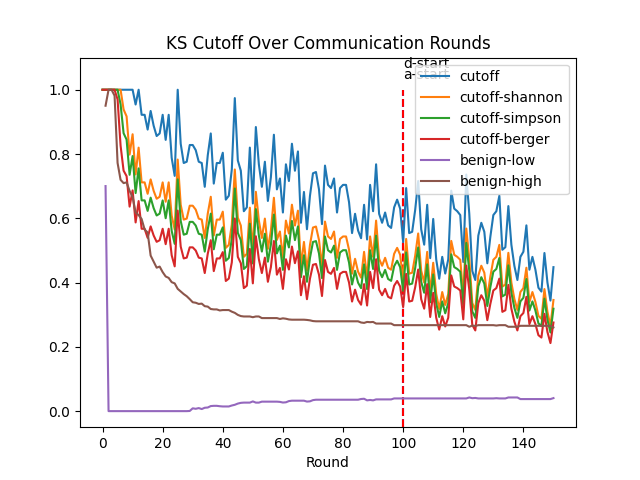 KS Cutoff Over Communication Rounds
d-start
a-start
cutoff
cutoff-shannon
cutoff-simpson
cutoff-berger
benign-low
benign-high
1.0
0.8
0.6
0.4
0.2
0.0
0 20 40 60 80 100 120 140
Round